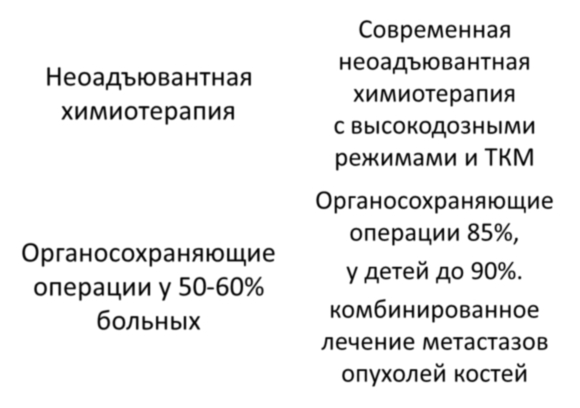 Неоадъювантная
химиотерапия
Современная
неоадъювантная
химиотерапия
с высокодозными
режимами и ТКМ
Органосохраняющие
операции у 50-60%
больных
Органосохраняющие
операции 85%,
у детей до 90%.
комбинированное
лечение метастазов
опухолей костей